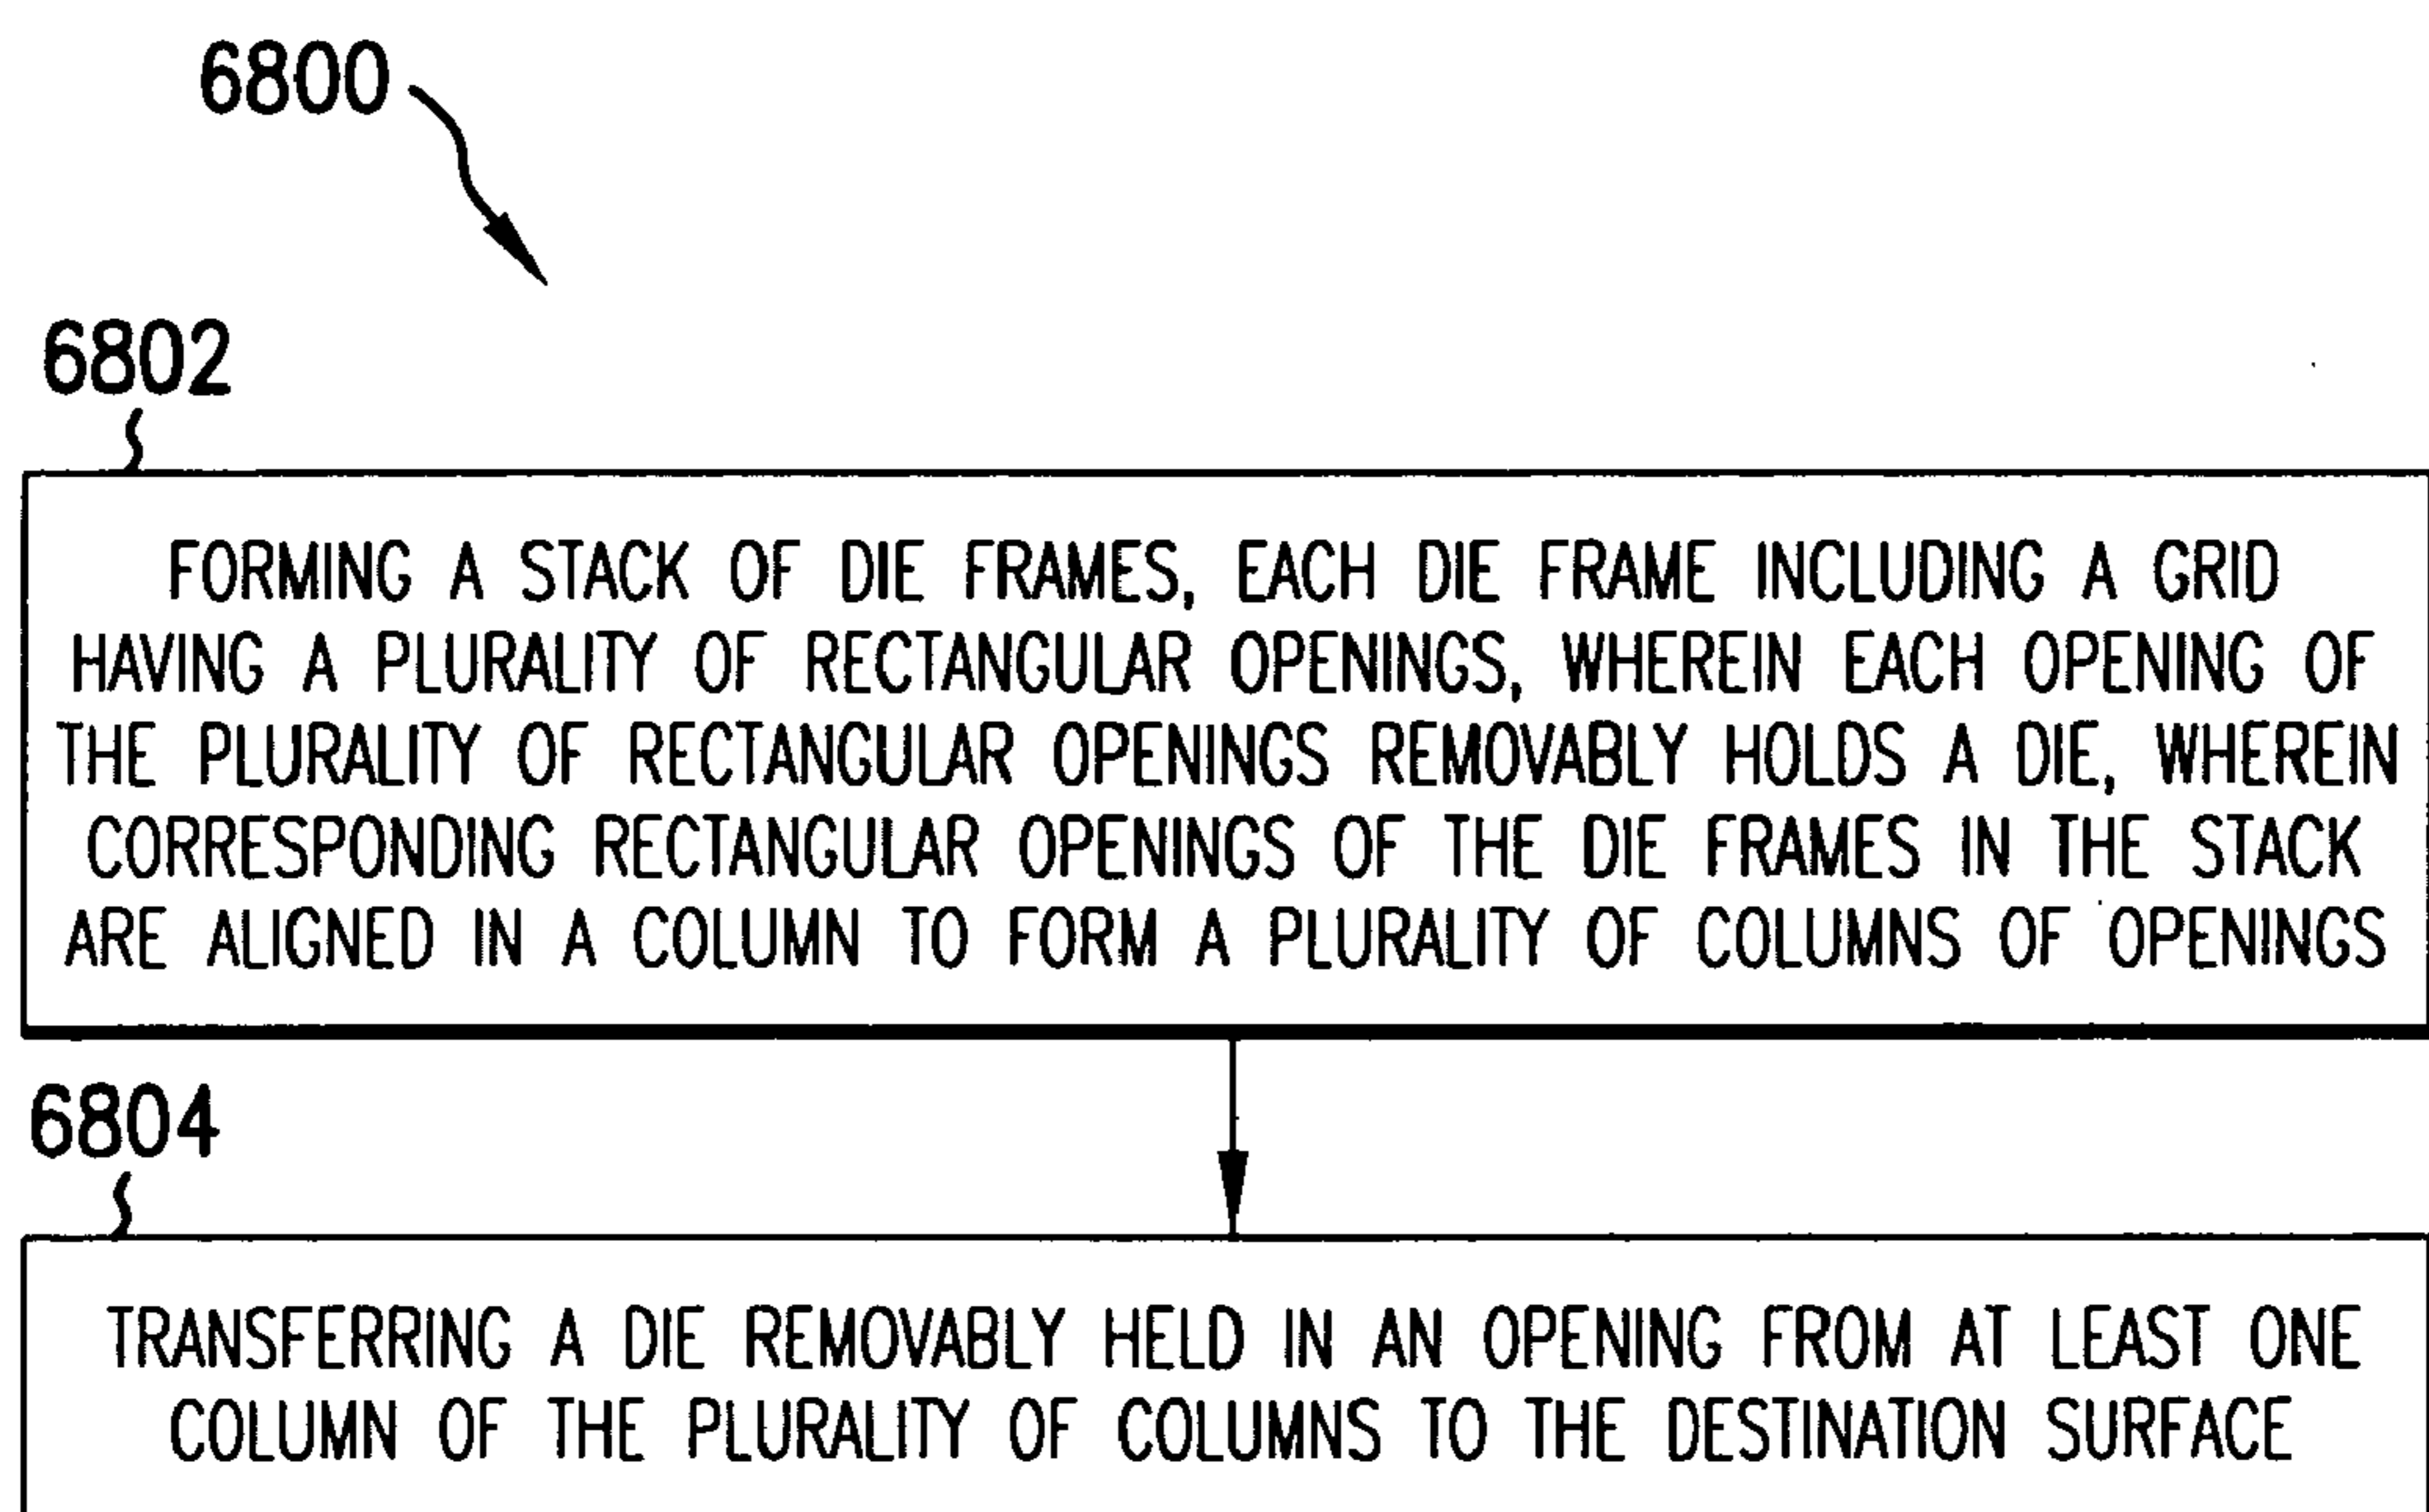 6800
6802
FORMING A STACK OF DIE FRAMES, EACH DIE FRAME INCLUDING A GRID
HAVING A PLURALITY OF RECTANGULAR OPENINGS, WHEREIN EACH OPENING OF
THE PLURALITY OF RECTANGULAR OPENINGS REMOVABLY HOLDS A DIE, WHEREIN
CORRESPONDING RECTANGULAR OPENINGS OF THE DIE FRAMES IN THE STACK
ARE ALIGNED IN A COLUMN TO FORM A PLURALITY OF COLUMNS OF OPENINGS
6804
TRANSFERRING A DIE REMOVABLY HELD IN AN OPENING FROM AT LEAST ONE
COLUMN OF THE PLURALITY OF COLUMNS TO THE DESTINATION SURFACE